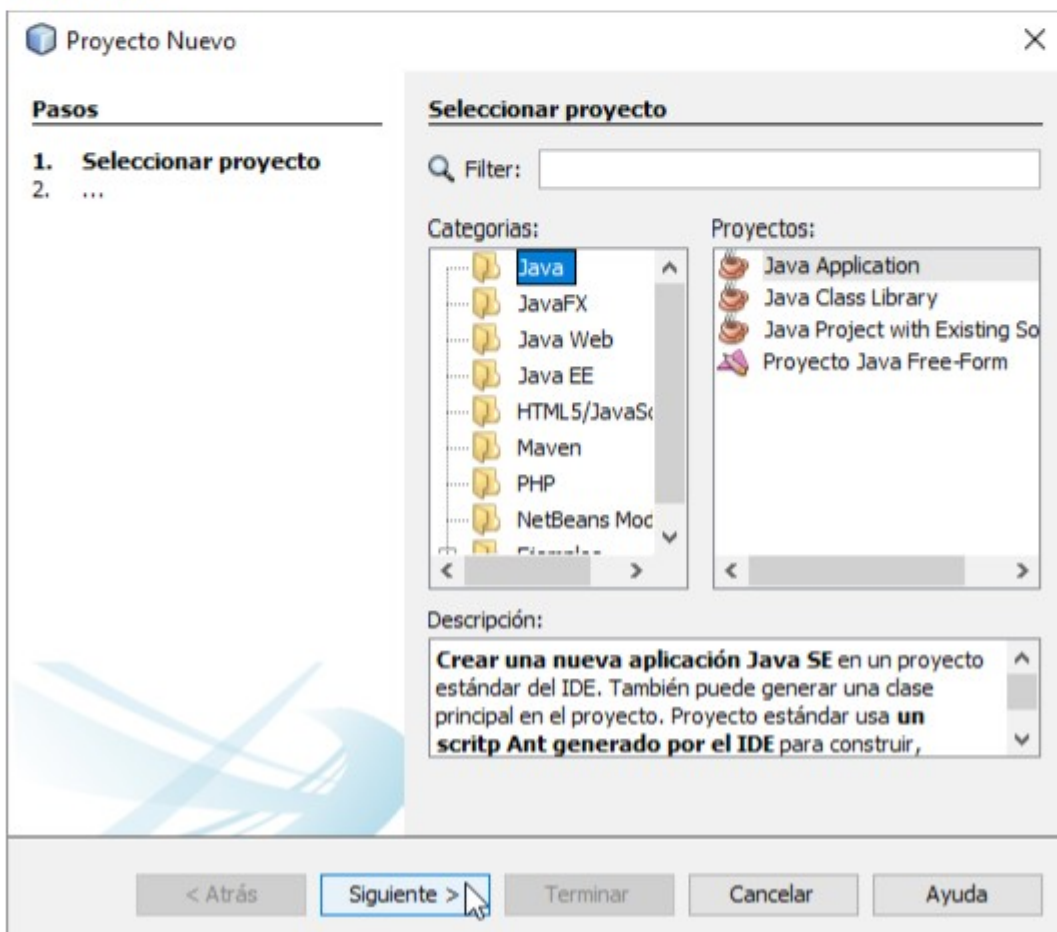 Proyecto Nuevo
Pasos
1. Seleccionar proyecto
2. ...
Seleccionar proyecto
Filter:
Categorias:
Java
JavaFX
Java Web
Java EE
HTML5/JavaSc
Maven
PHP
NetBeans Mod
Proyectos:
Java Application
Java Class Library
Java Project with Existing So
Proyecto Java Free-Form
Descripción:
Crear una nueva aplicación Java SE en un proyecto
estándar del IDE. También puede generar una clase
principal en el proyecto. Proyecto estándar usa un
scritp Ant generado por el IDE para construir,
< Atrás
Siguiente >
Terminar
Cancelar
Ayuda